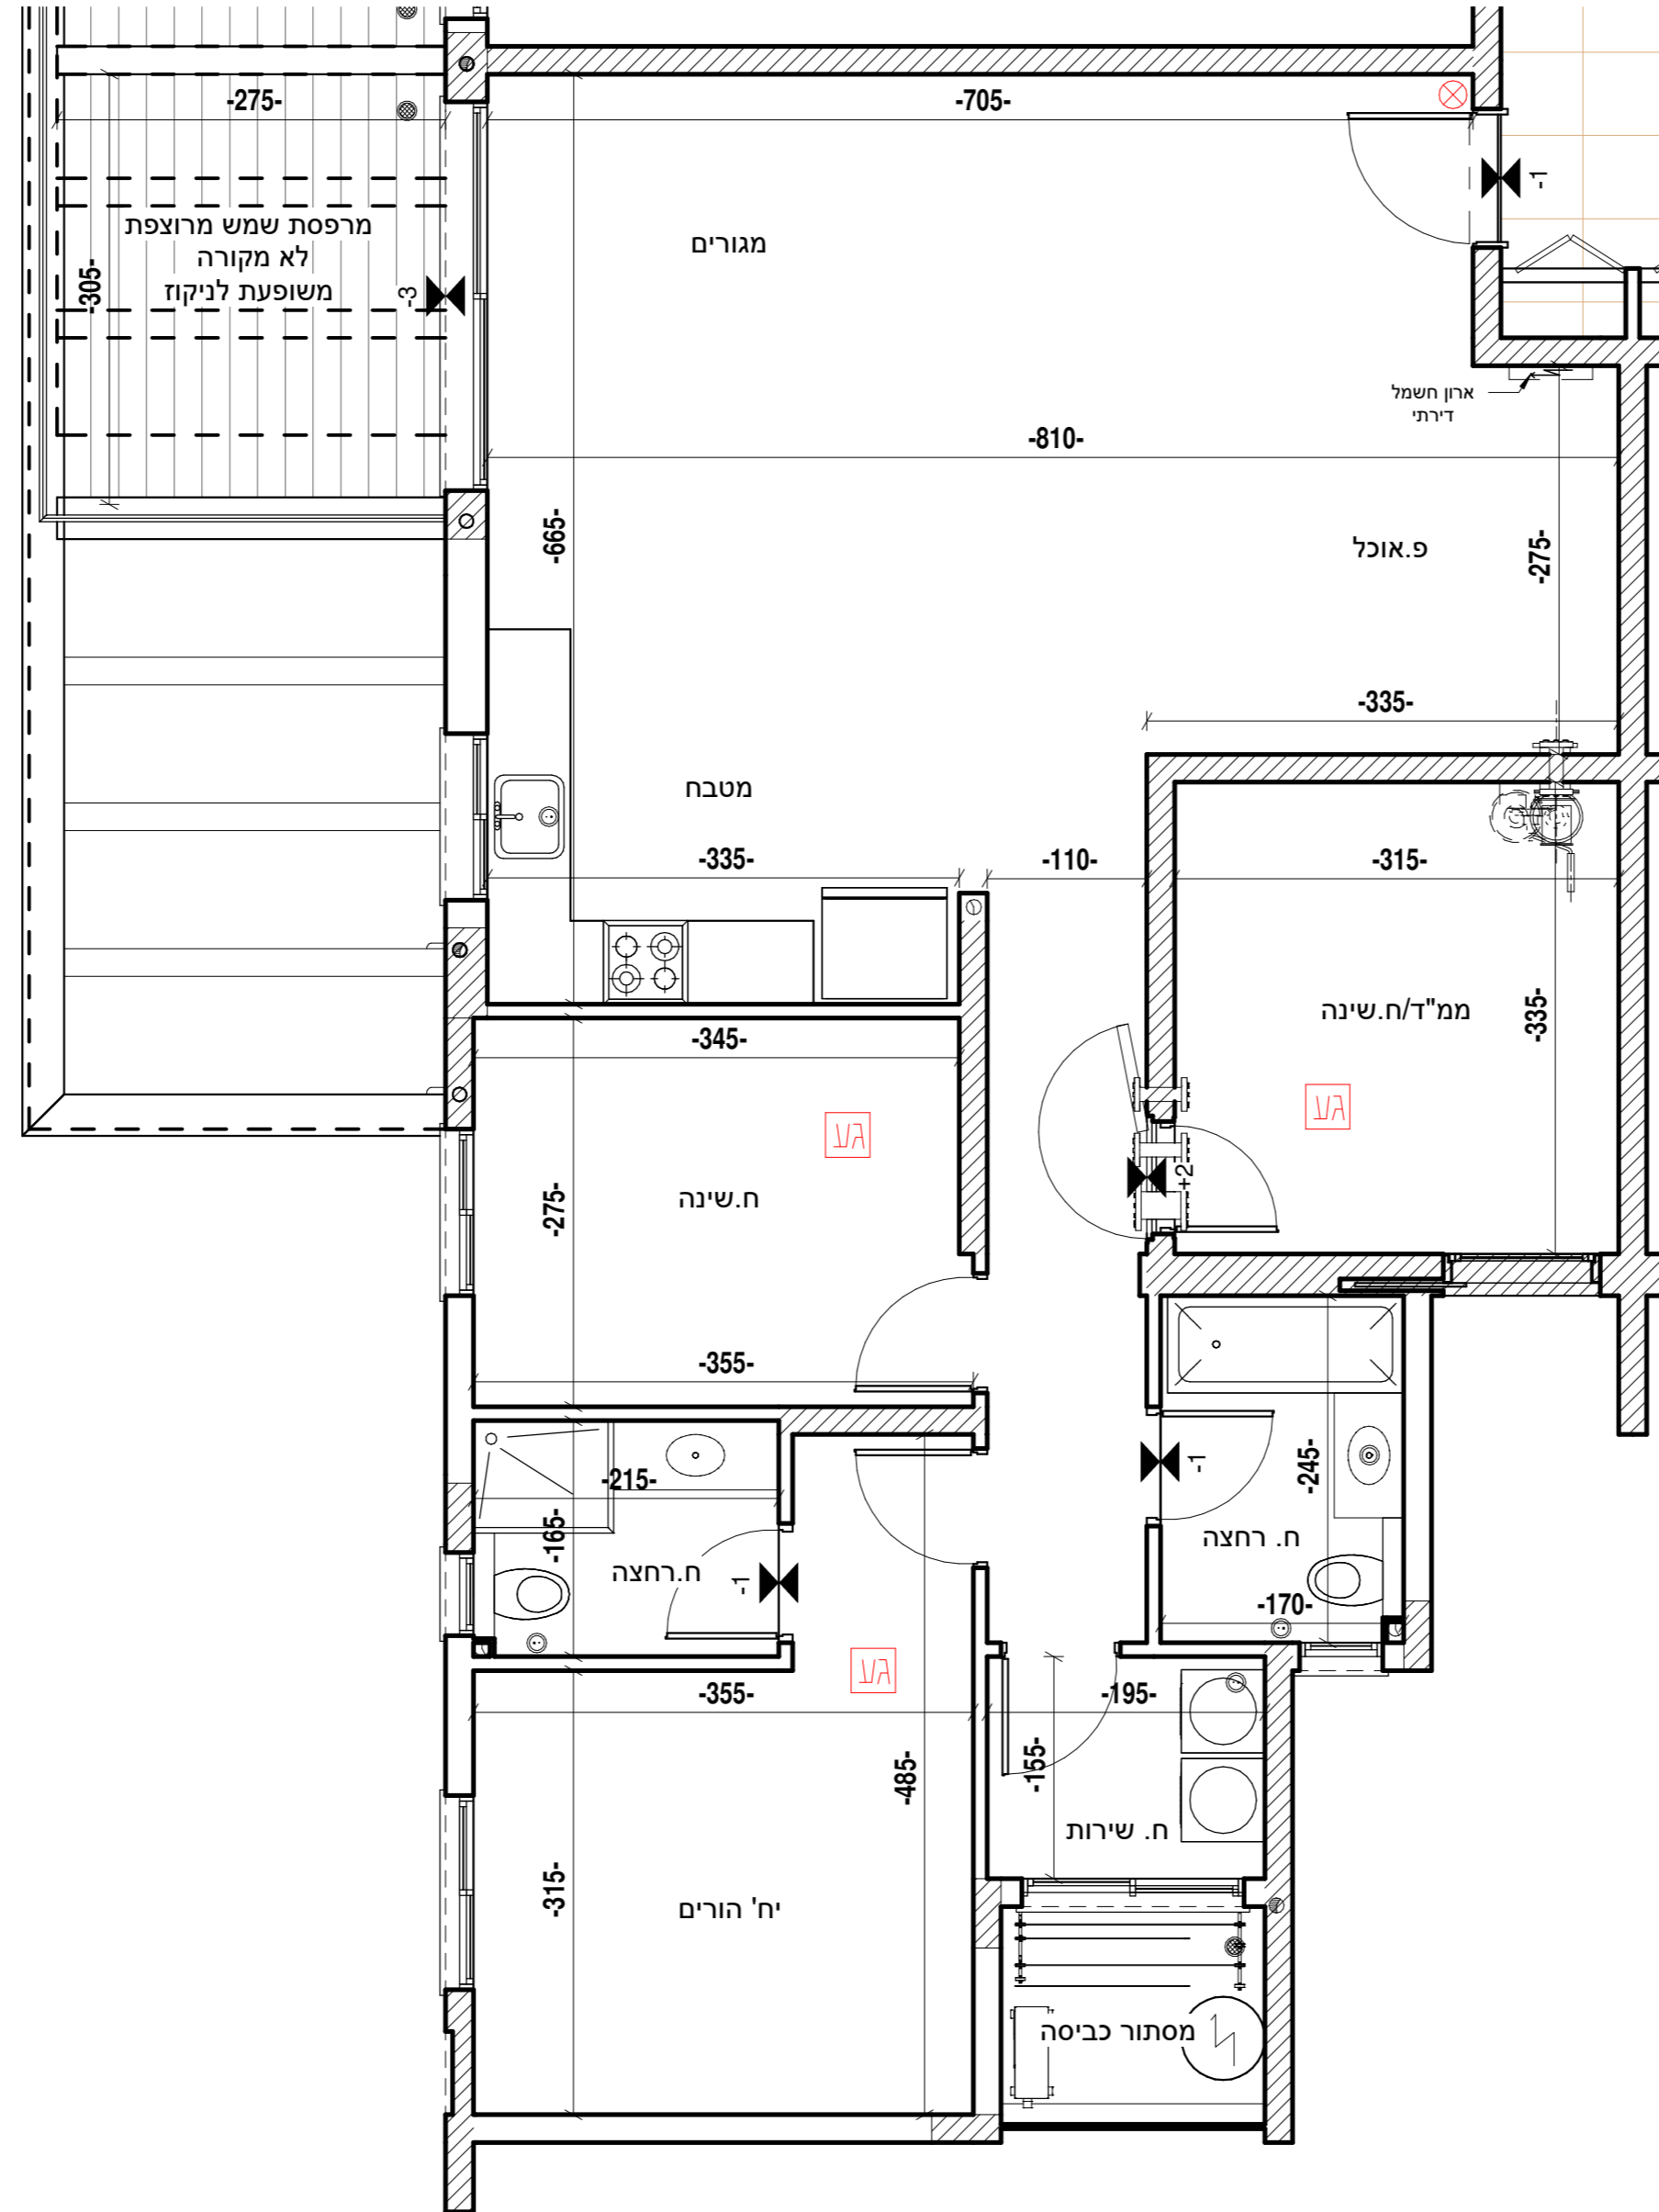 -275-
-705-
-1
מגורים
מרפסת שמש מרוצפת
לא מקורה
משופעת לניקוז
-305-
-3
ארון חשמל
דירתי
-810-
-665-
פ.אוכל
-275-
-335-
מטבח
-335-
-110-
-315-
ממ"ד/ח.שינה
-335-
-345-
גע
גע
+2
-275-
ח.שינה
-355-
-215-
-165-
ח.רחצה
-1
-1
-245-
ח. רחצה
-170-
גע
-355-
-195-
-485-
-155-
ח. שירות
-315-
יח' הורים
מסתור כביסה